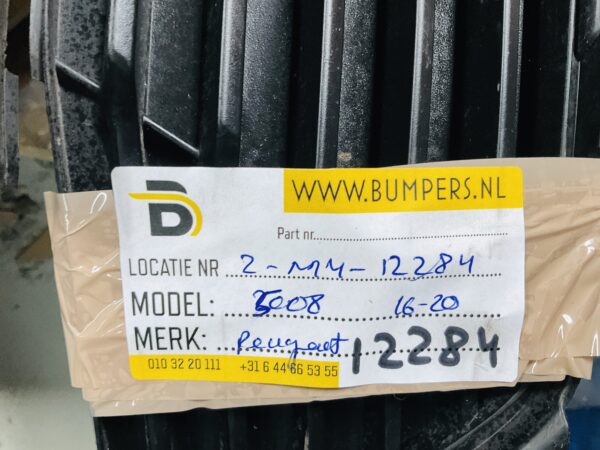 WWW.BUMPERS.NL
Part nr.
LOCATIE NR 2-MM-12284
MODEL: 5008 16-20
MERK: Peugeot 12284
010 32 20 111 +31 6 44 66 53 55